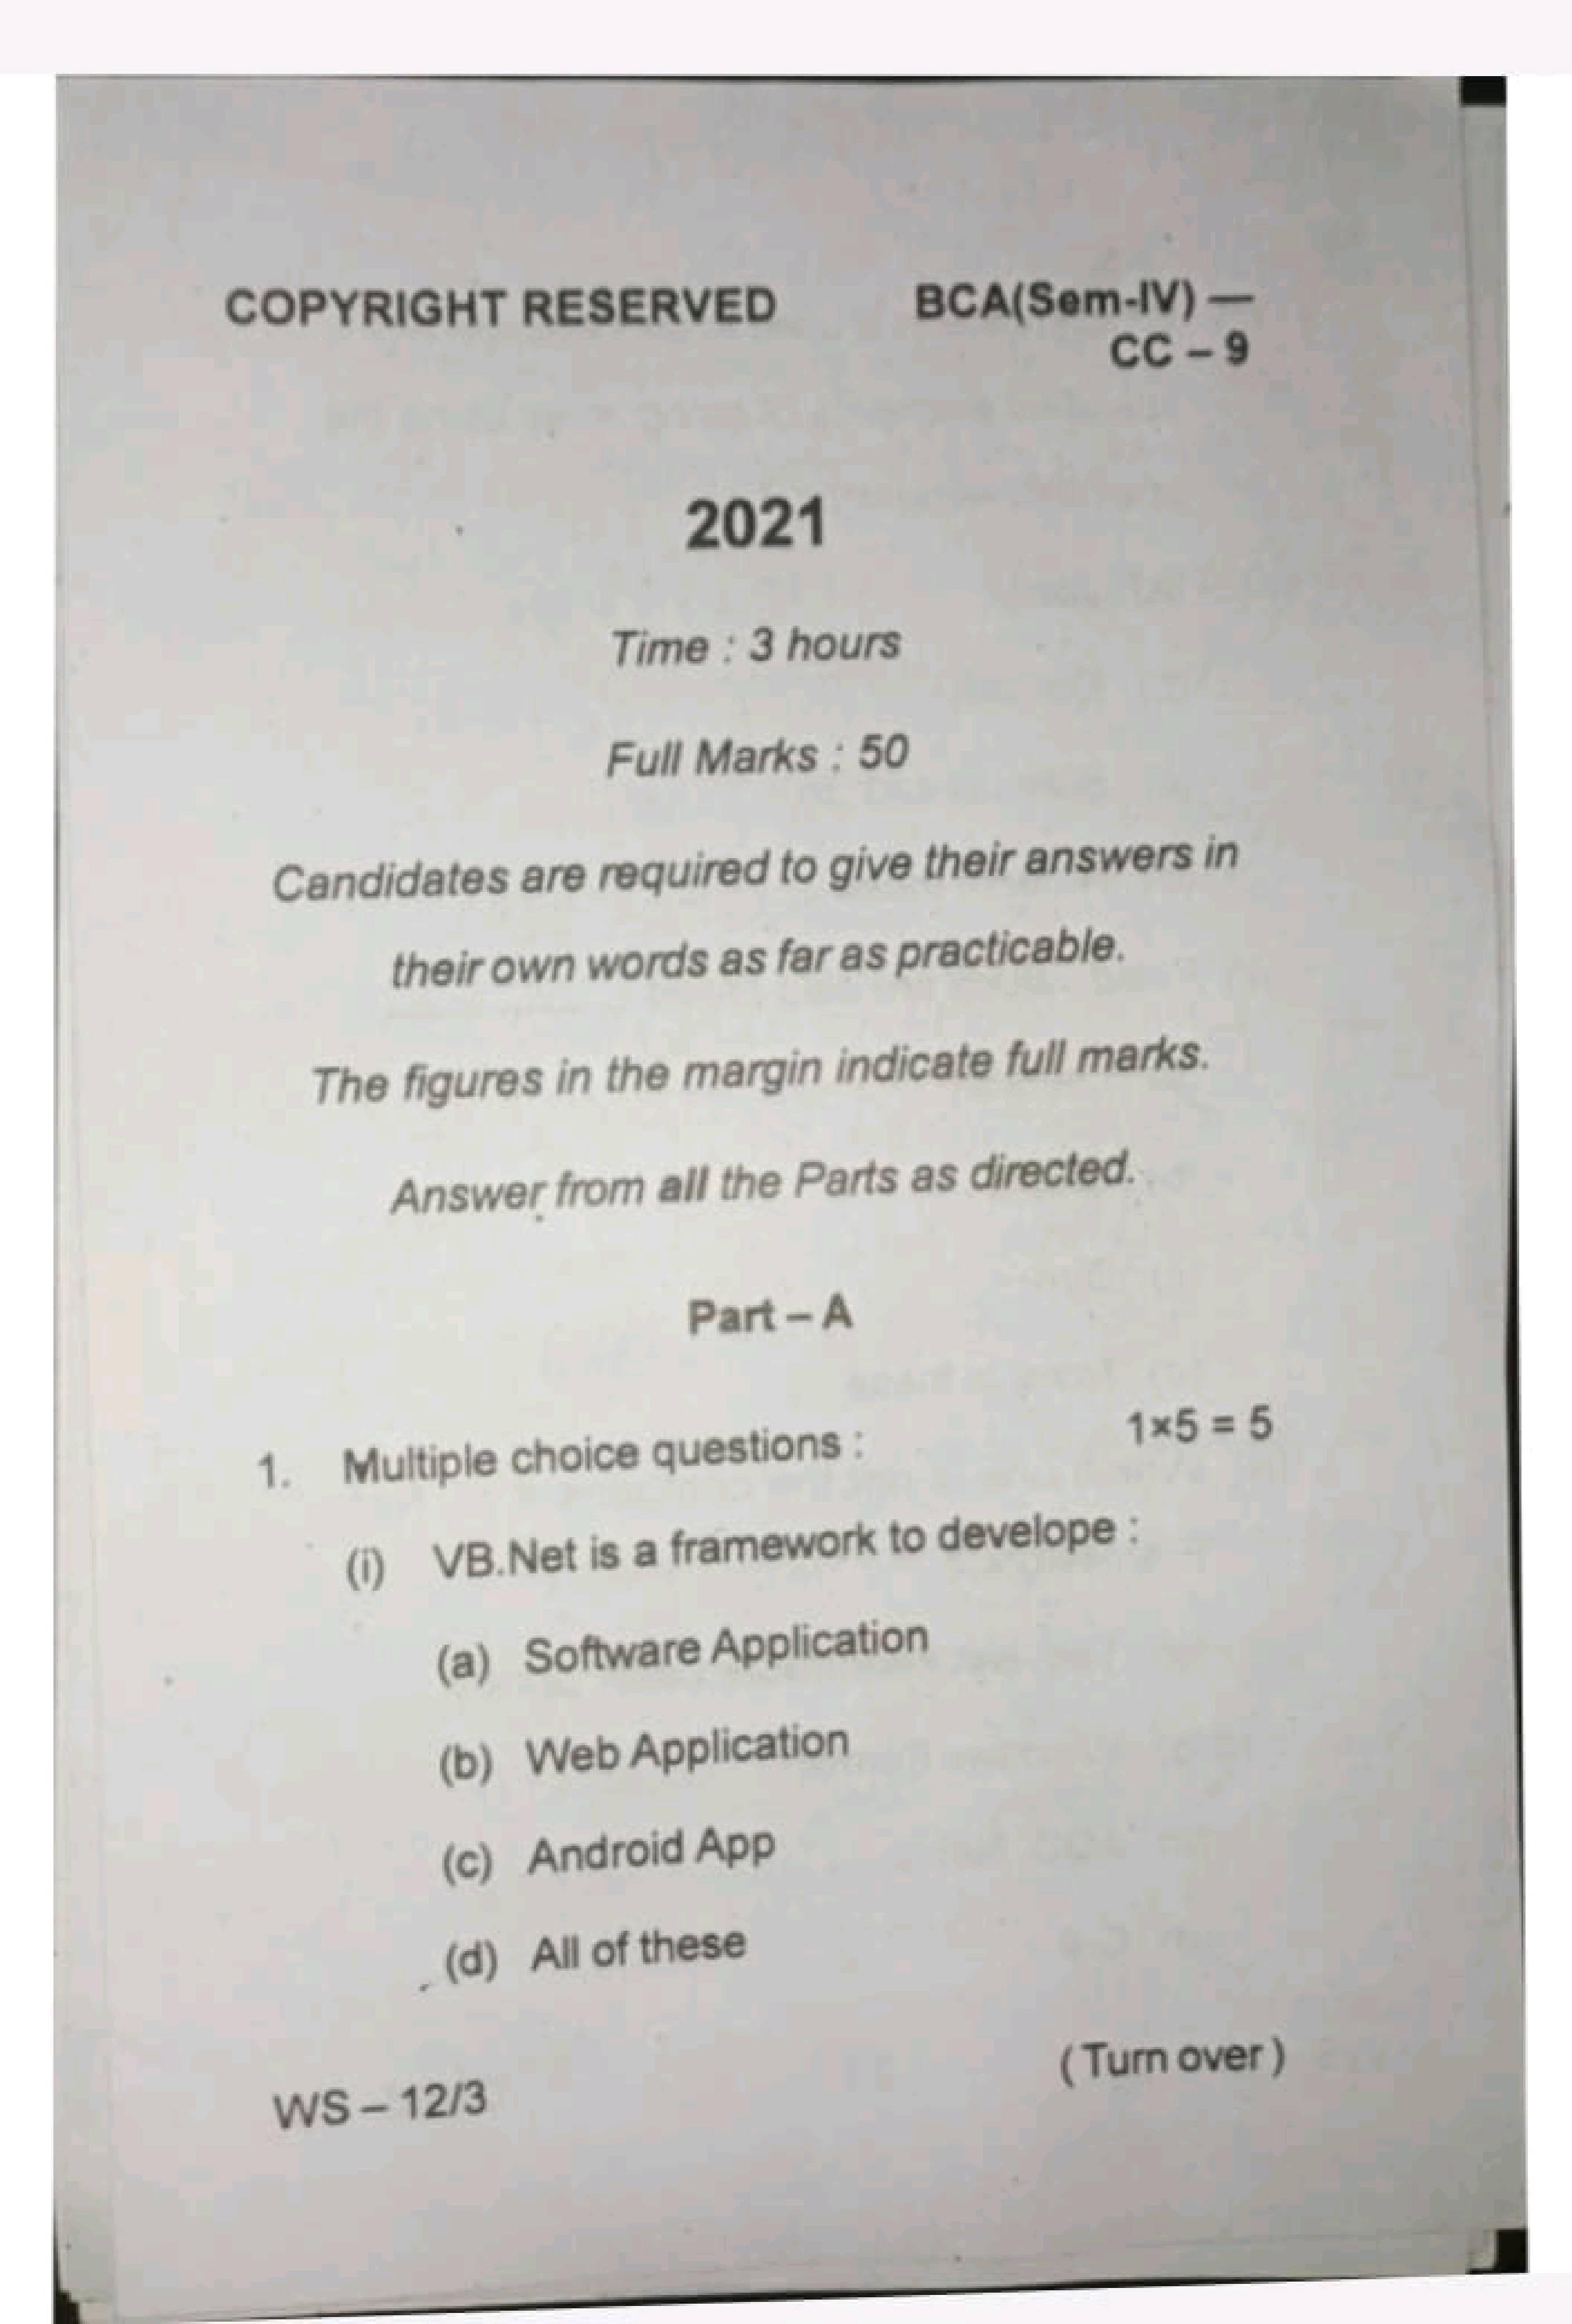 COPYRIGHT RESERVED BCA(Sem-IV) —
CC – 9
2021
Time : 3 hours
Full Marks : 50
Candidates are required to give their answers in
their own words as far as practicable.
The figures in the margin indicate full marks.
Answer from all the Parts as directed.
Part – A
1. Multiple choice questions : 1×5 = 5
(i) VB.Net is a framework to develope :
(a) Software Application
(b) Web Application
(c) Android App
(d) All of these
WS – 12/3 (Turn over)